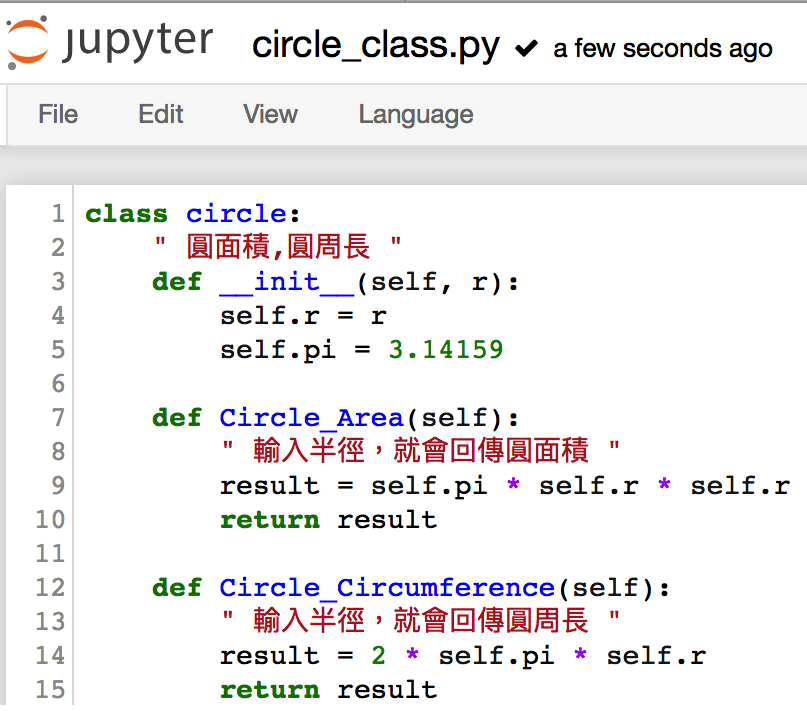 jupyter circle_class.py ✔ a few seconds ago
File Edit View Language
1 class circle:
2     " 圓面積,圓周長 "
3     def __init__(self, r):
4         self.r = r
5         self.pi = 3.14159
6
7     def Circle_Area(self):
8         " 輸入半徑，就會回傳圓面積 "
9         result = self.pi * self.r * self.r
10         return result
11
12     def Circle_Circumference(self):
13         " 輸入半徑，就會回傳圓周長 "
14         result = 2 * self.pi * self.r
15         return result